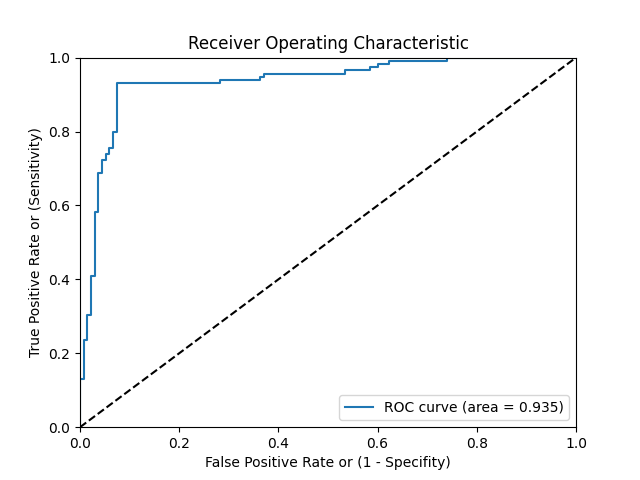 Receiver Operating Characteristic
True Positive Rate or (Sensitivity)
1.0
0.8
0.6
0.4
0.2
0.0
ROC curve (area = 0.935)
0.0 0.2 0.4 0.6 0.8 1.0
False Positive Rate or (1 - Specifity)